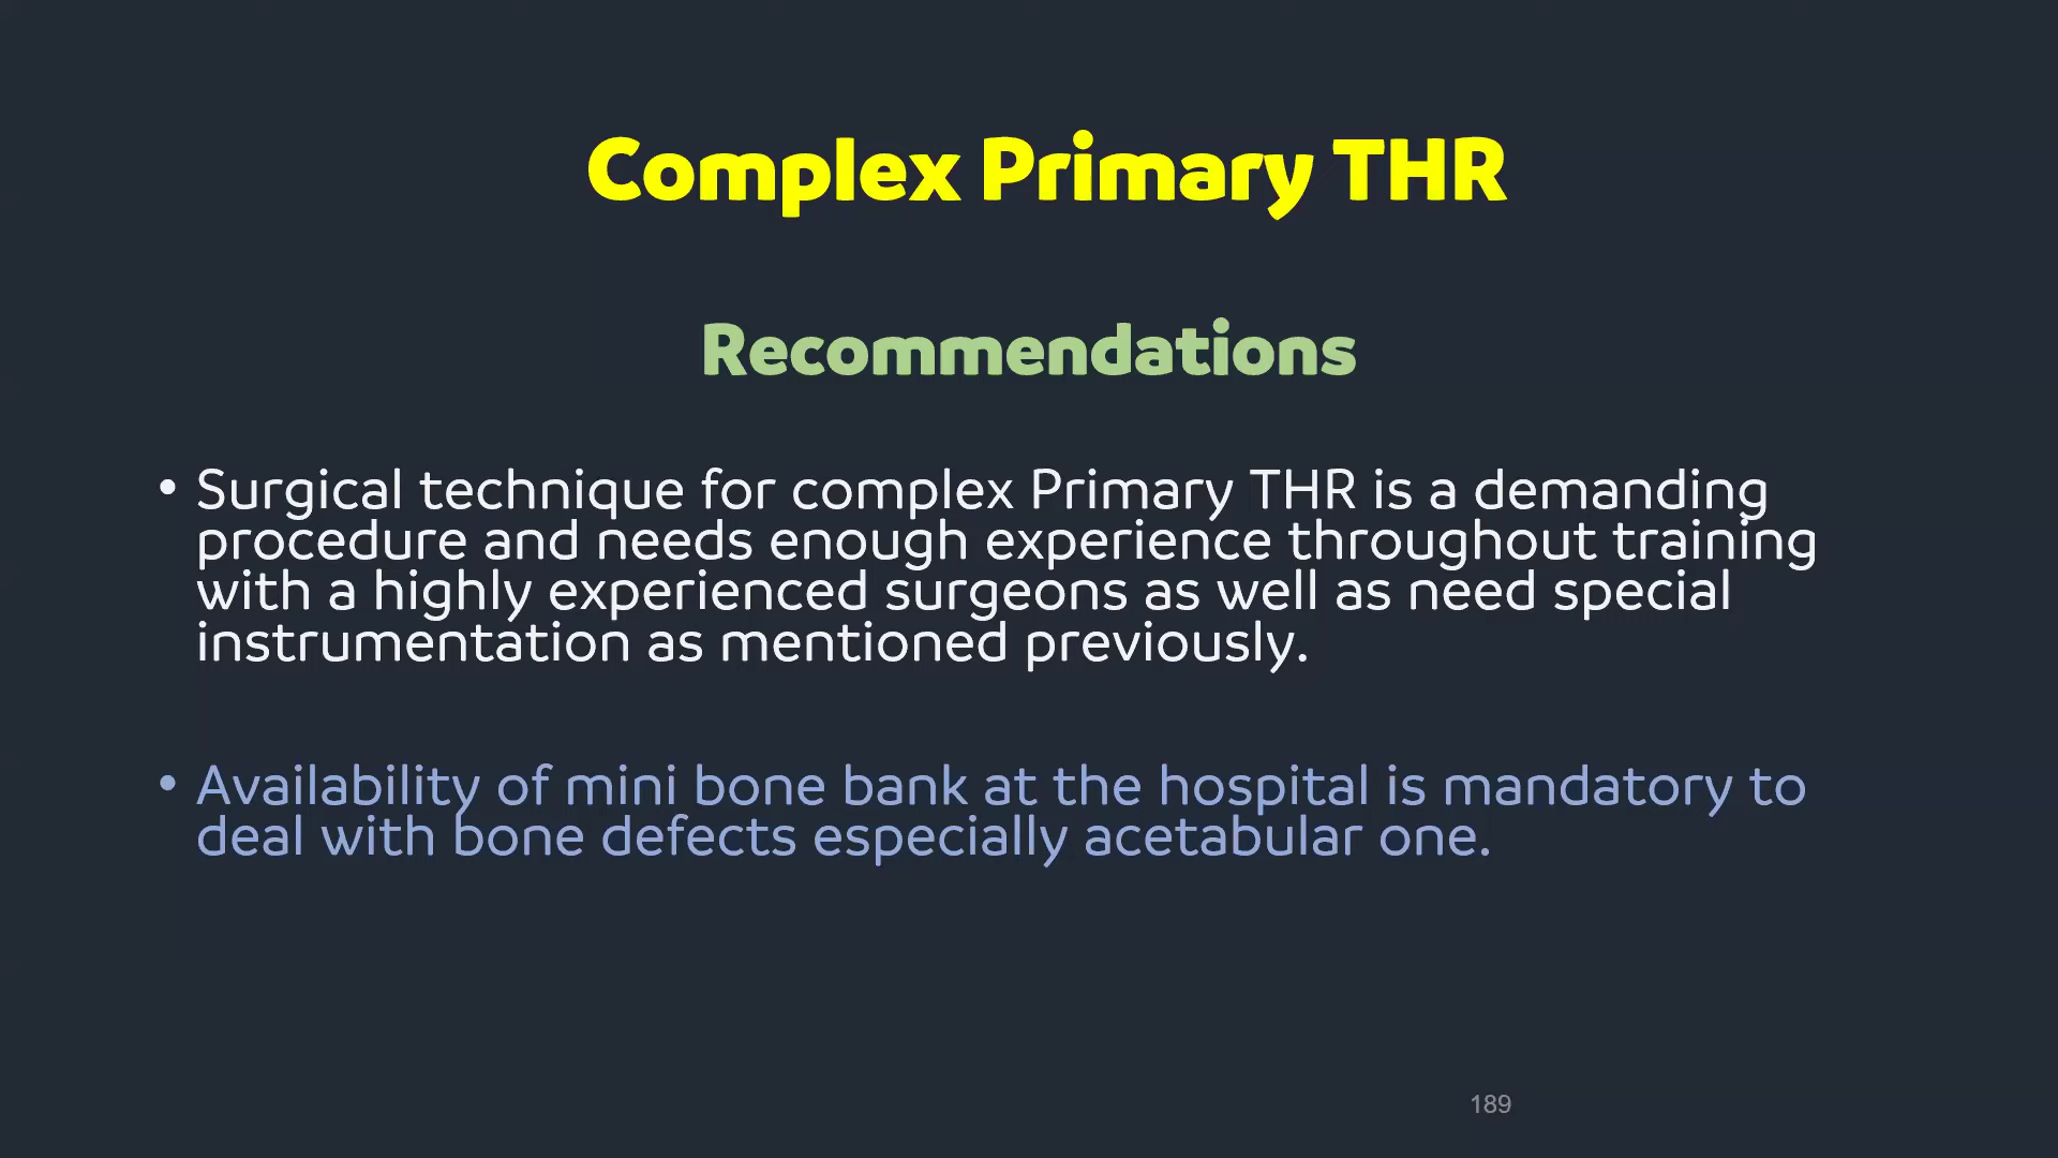 Complex Primary THR
Recommendations
• Surgical technique for complex Primary THR is a demanding
procedure and needs enough experience throughout training
with a highly experienced surgeons as well as need special
instrumentation as mentioned previously.
• Availability of mini bone bank at the hospital is mandatory to
deal with bone defects especially acetabular one.
189